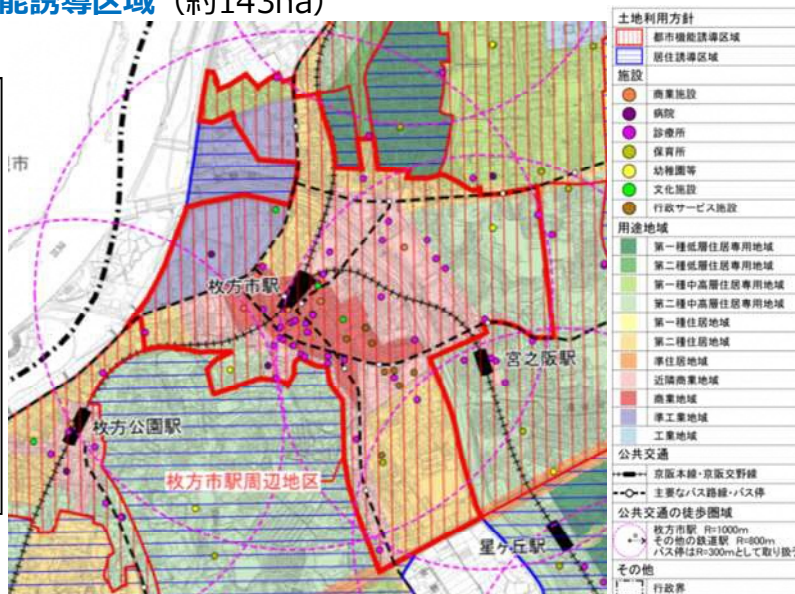 能誘導区域（約143ha）
市
枚方市駅
宮之阪駅
枚方公園駅
枚方市駅周辺地区
星ヶ丘駅
土地利用方針
都市機能誘導区域
居住誘導区域
施設
商業施設
病院
診療所
保育所
幼稚園等
文化施設
行政サービス施設
用途地域
第一種低層住居専用地域
第二種低層住居専用地域
第一種中高層住居専用地域
第二種中高層住居専用地域
第一種住居地域
第二種住居地域
準住居地域
近隣商業地域
商業地域
準工業地域
工業地域
公共交通
京阪本線・京阪交野線
主要なバス路線・バス停
公共交通の徒歩圏域
枚方市駅 R=1000m
その他の鉄道駅 R=800m
バス停はR=300mとして取り扱う
その他
行政界